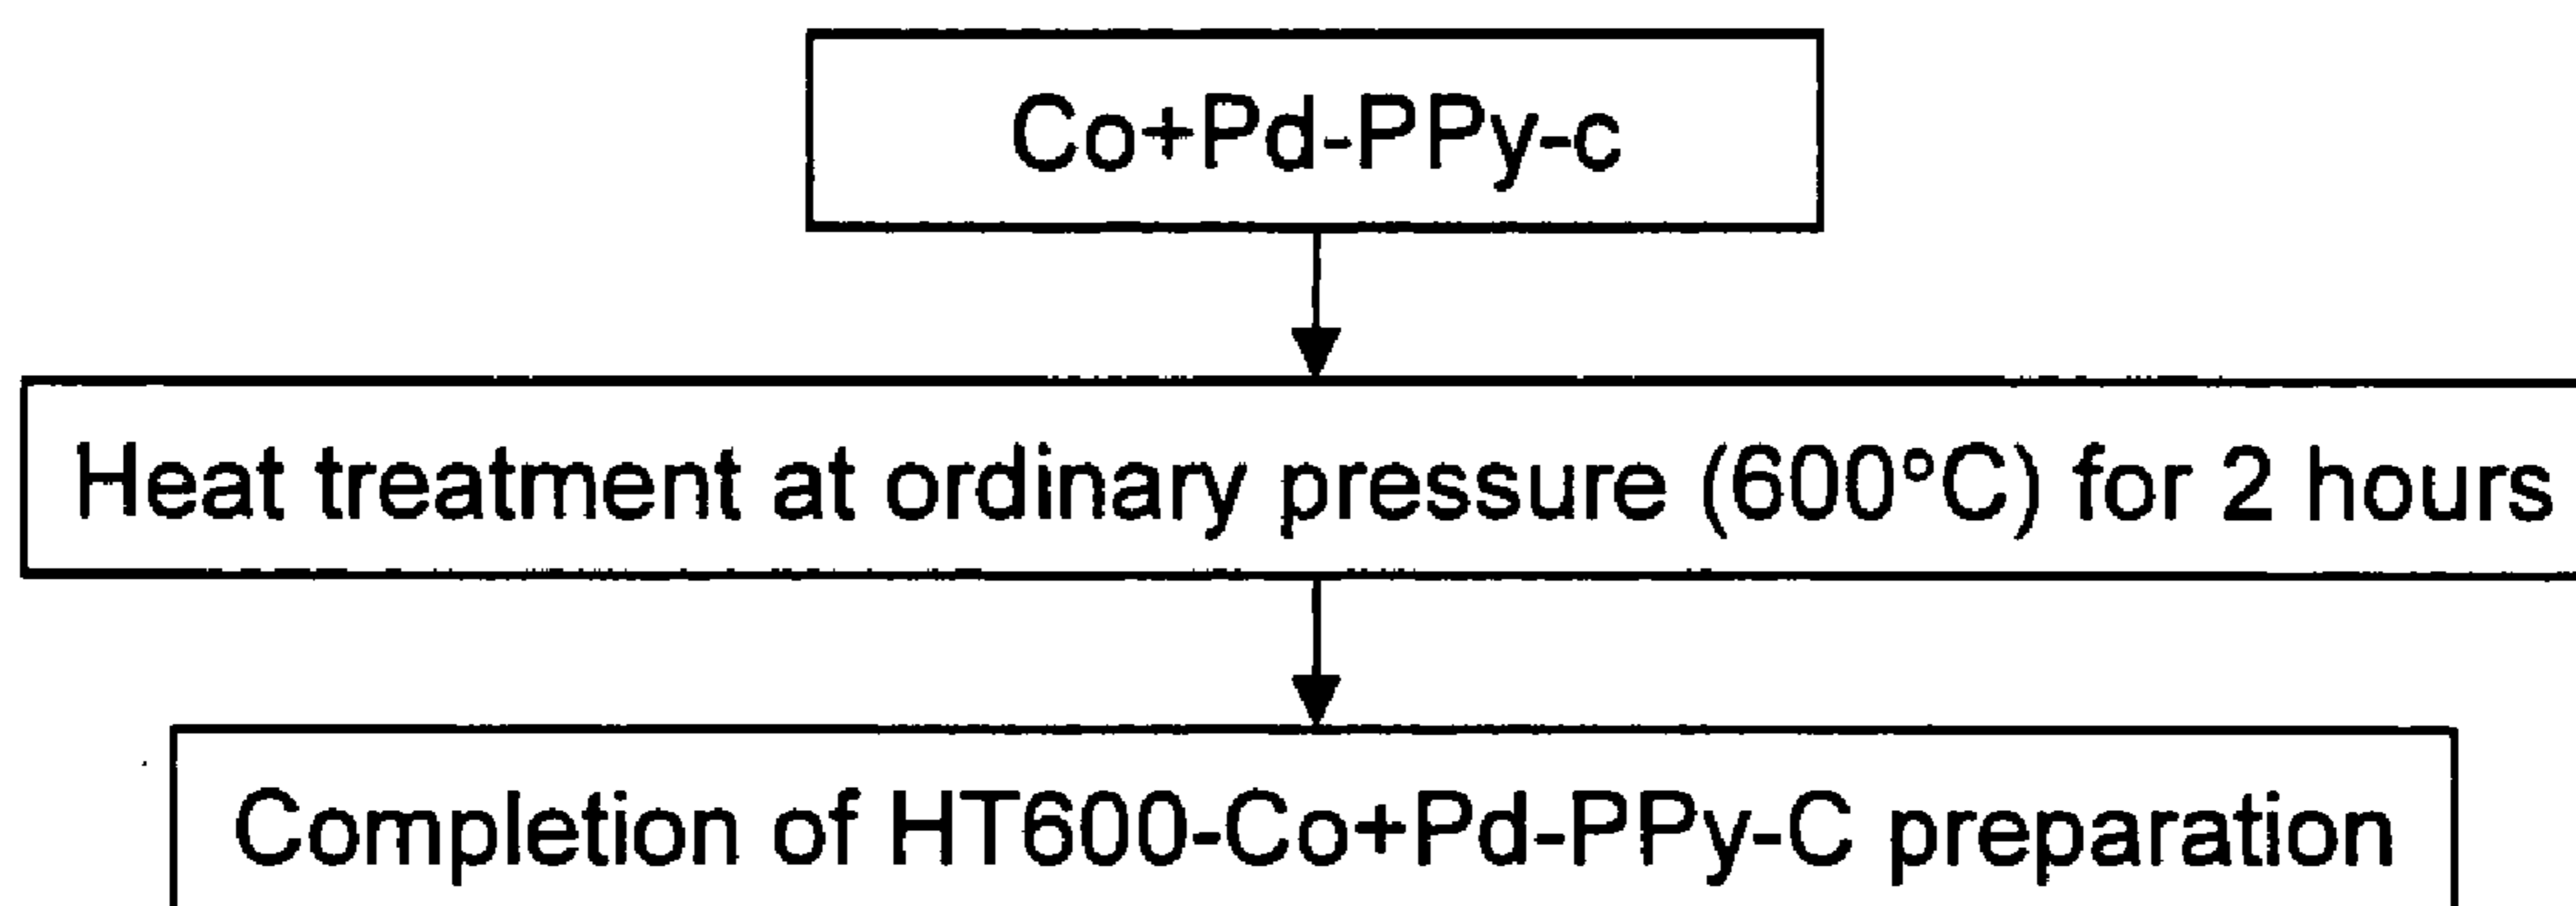 Co+Pd-PPy-c
Heat treatment at ordinary pressure (600°C) for 2 hours
Completion of HT600-Co+Pd-PPy-C preparation